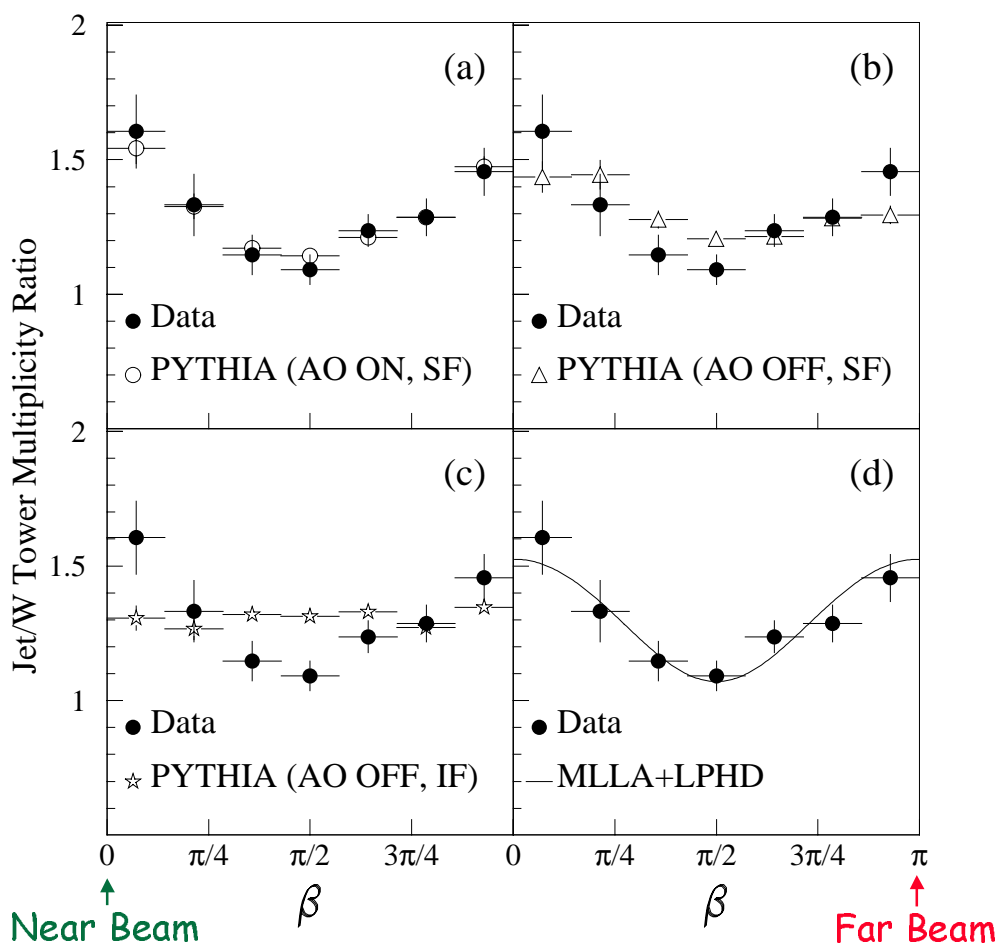 Jet/W Tower Multiplicity Ratio
2
1.5
1
(a)
● Data
○ PYTHIA (AO ON, SF)
(b)
● Data
△ PYTHIA (AO OFF, SF)
2
1.5
1
(c)
● Data
☆ PYTHIA (AO OFF, IF)
(d)
● Data
— MLLA+LPHD
0 π/4 π/2 3π/4 0 π/4 π/2 3π/4 π
β β
Near Beam
Far Beam